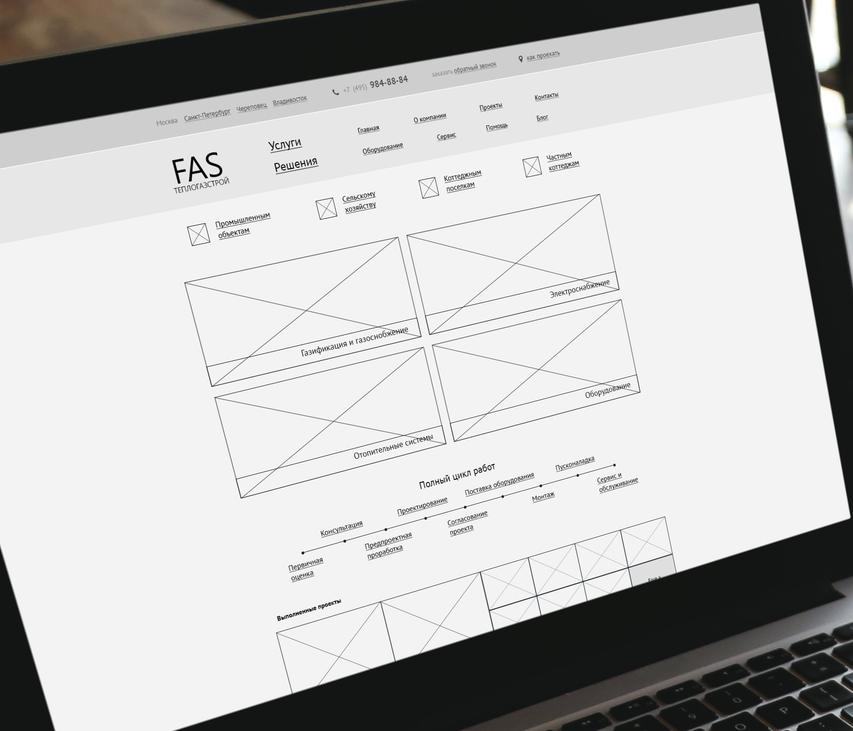 Москва Санкт-Петербург Череповец Владивосток
+7 (495) 984-88-84
заказать обратный звонок
как проехать
FAS
ТЕПЛОГАЗСТРОЙ
Услуги
Решения
Главная О компании Проекты Контакты
Оборудование Сервис Помощь Блог
Промышленным
объектам
Сельскому
хозяйству
Коттеджным
поселкам
Частным
коттеджам
Газификация и газоснобжение
Электроснабжение
Отопительные системы
Оборудование
Полный цикл работ
Консультация
Проектирование
Поставка оборудования
Пусконаладка
Первичная
оценка
Предпроектная
проработка
Согласование
проекта
Монтаж
Сервис и
обслуживание
Выполненные проекты